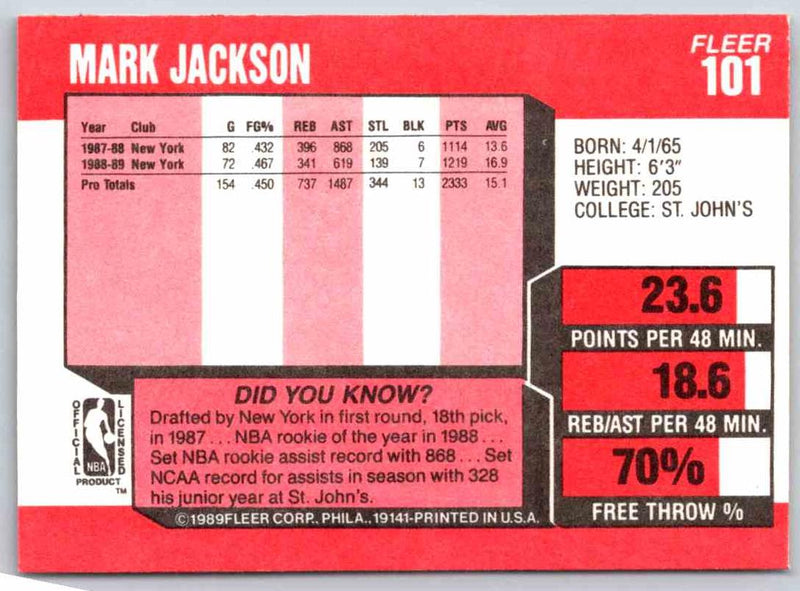 MARK JACKSON
FLEER
101
Year Club G FG% REB AST STL BLK PTS AVG
1987-88 New York 82 .432 396 868 205 6 1114 13.6
1988-89 New York 72 .467 341 619 139 7 1219 16.9
Pro Totals 154 .450 737 1487 344 13 2333 15.1
BORN: 4/1/65
HEIGHT: 6'3"
WEIGHT: 205
COLLEGE: ST. JOHN'S
23.6
POINTS PER 48 MIN.
18.6
REB/AST PER 48 MIN.
70%
FREE THROW %
OFFICIAL
LICENSED
NBA
PRODUCT™
DID YOU KNOW?
Drafted by New York in first round, 18th pick,
in 1987 . . . NBA rookie of the year in 1988 . . .
Set NBA rookie assist record with 868 . . . Set
NCAA record for assists in season with 328
his junior year at St. John's.
©1989FLEER CORP., PHILA., 19141-PRINTED IN U.S.A.